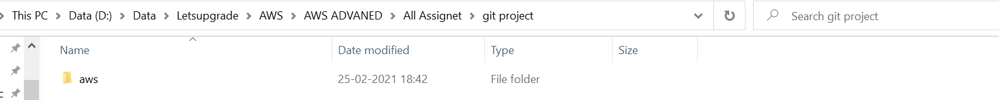 This PC > Data (D:) > Data > Letsupgrade > AWS > AWS ADVANED > All Assignet > git project
Search git project
Name Date modified Type Size
aws 25-02-2021 18:42 File folder
c